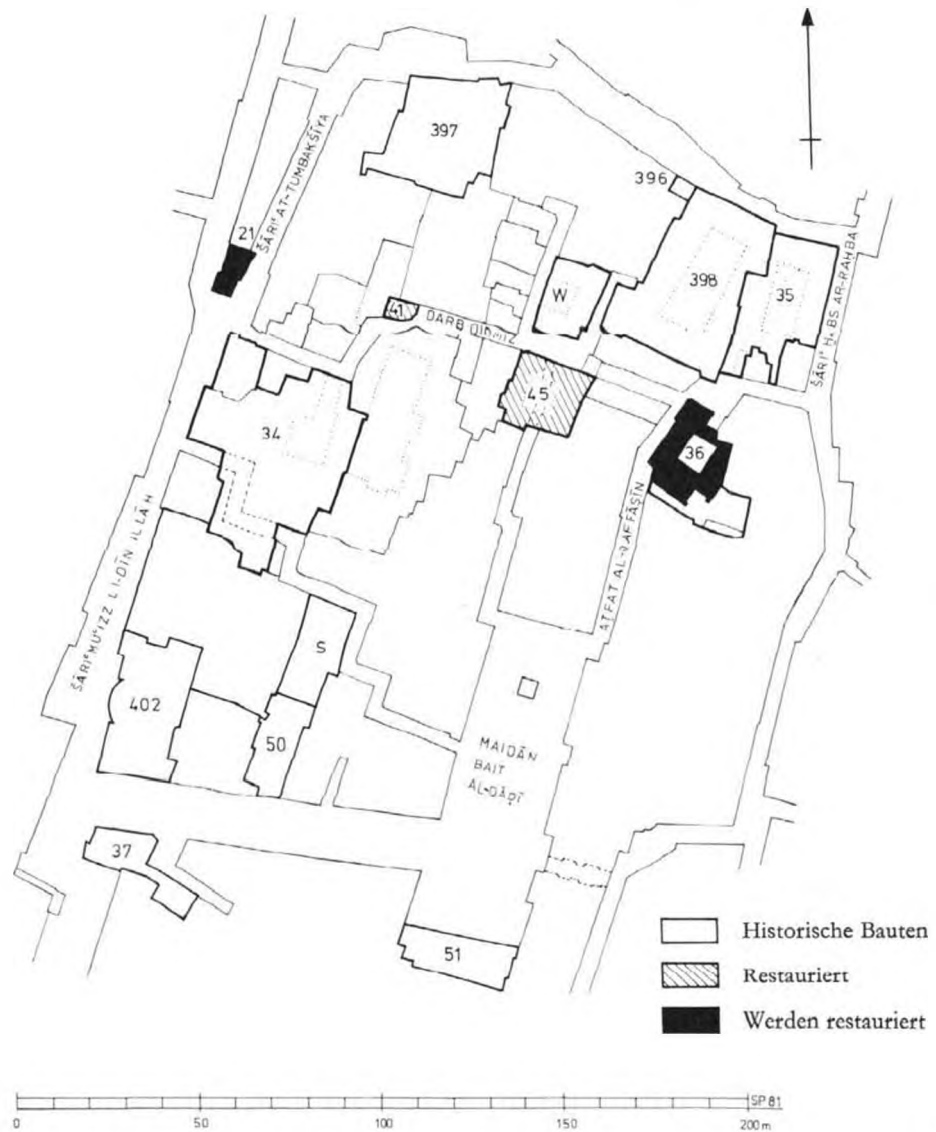 397
ŠĀRIʿ AT-TUMBAKŠĪYA
396
21
398
35
ŠĀRIʿ ḤABS AR-RAḤBA
W
41
DARB QIRMIZ
45
34
36
ʿATFAT AL-QAFFĀṢĪN
ŠĀRIʿ MUʿIZZ LI-DĪN ILLĀH
S
402
50
MAIDĀN
BAIT
AL-QĀḌĪ
37
51
Historische Bauten
Restauriert
Werden restauriert
SP 81
0 50 100 150 200 m